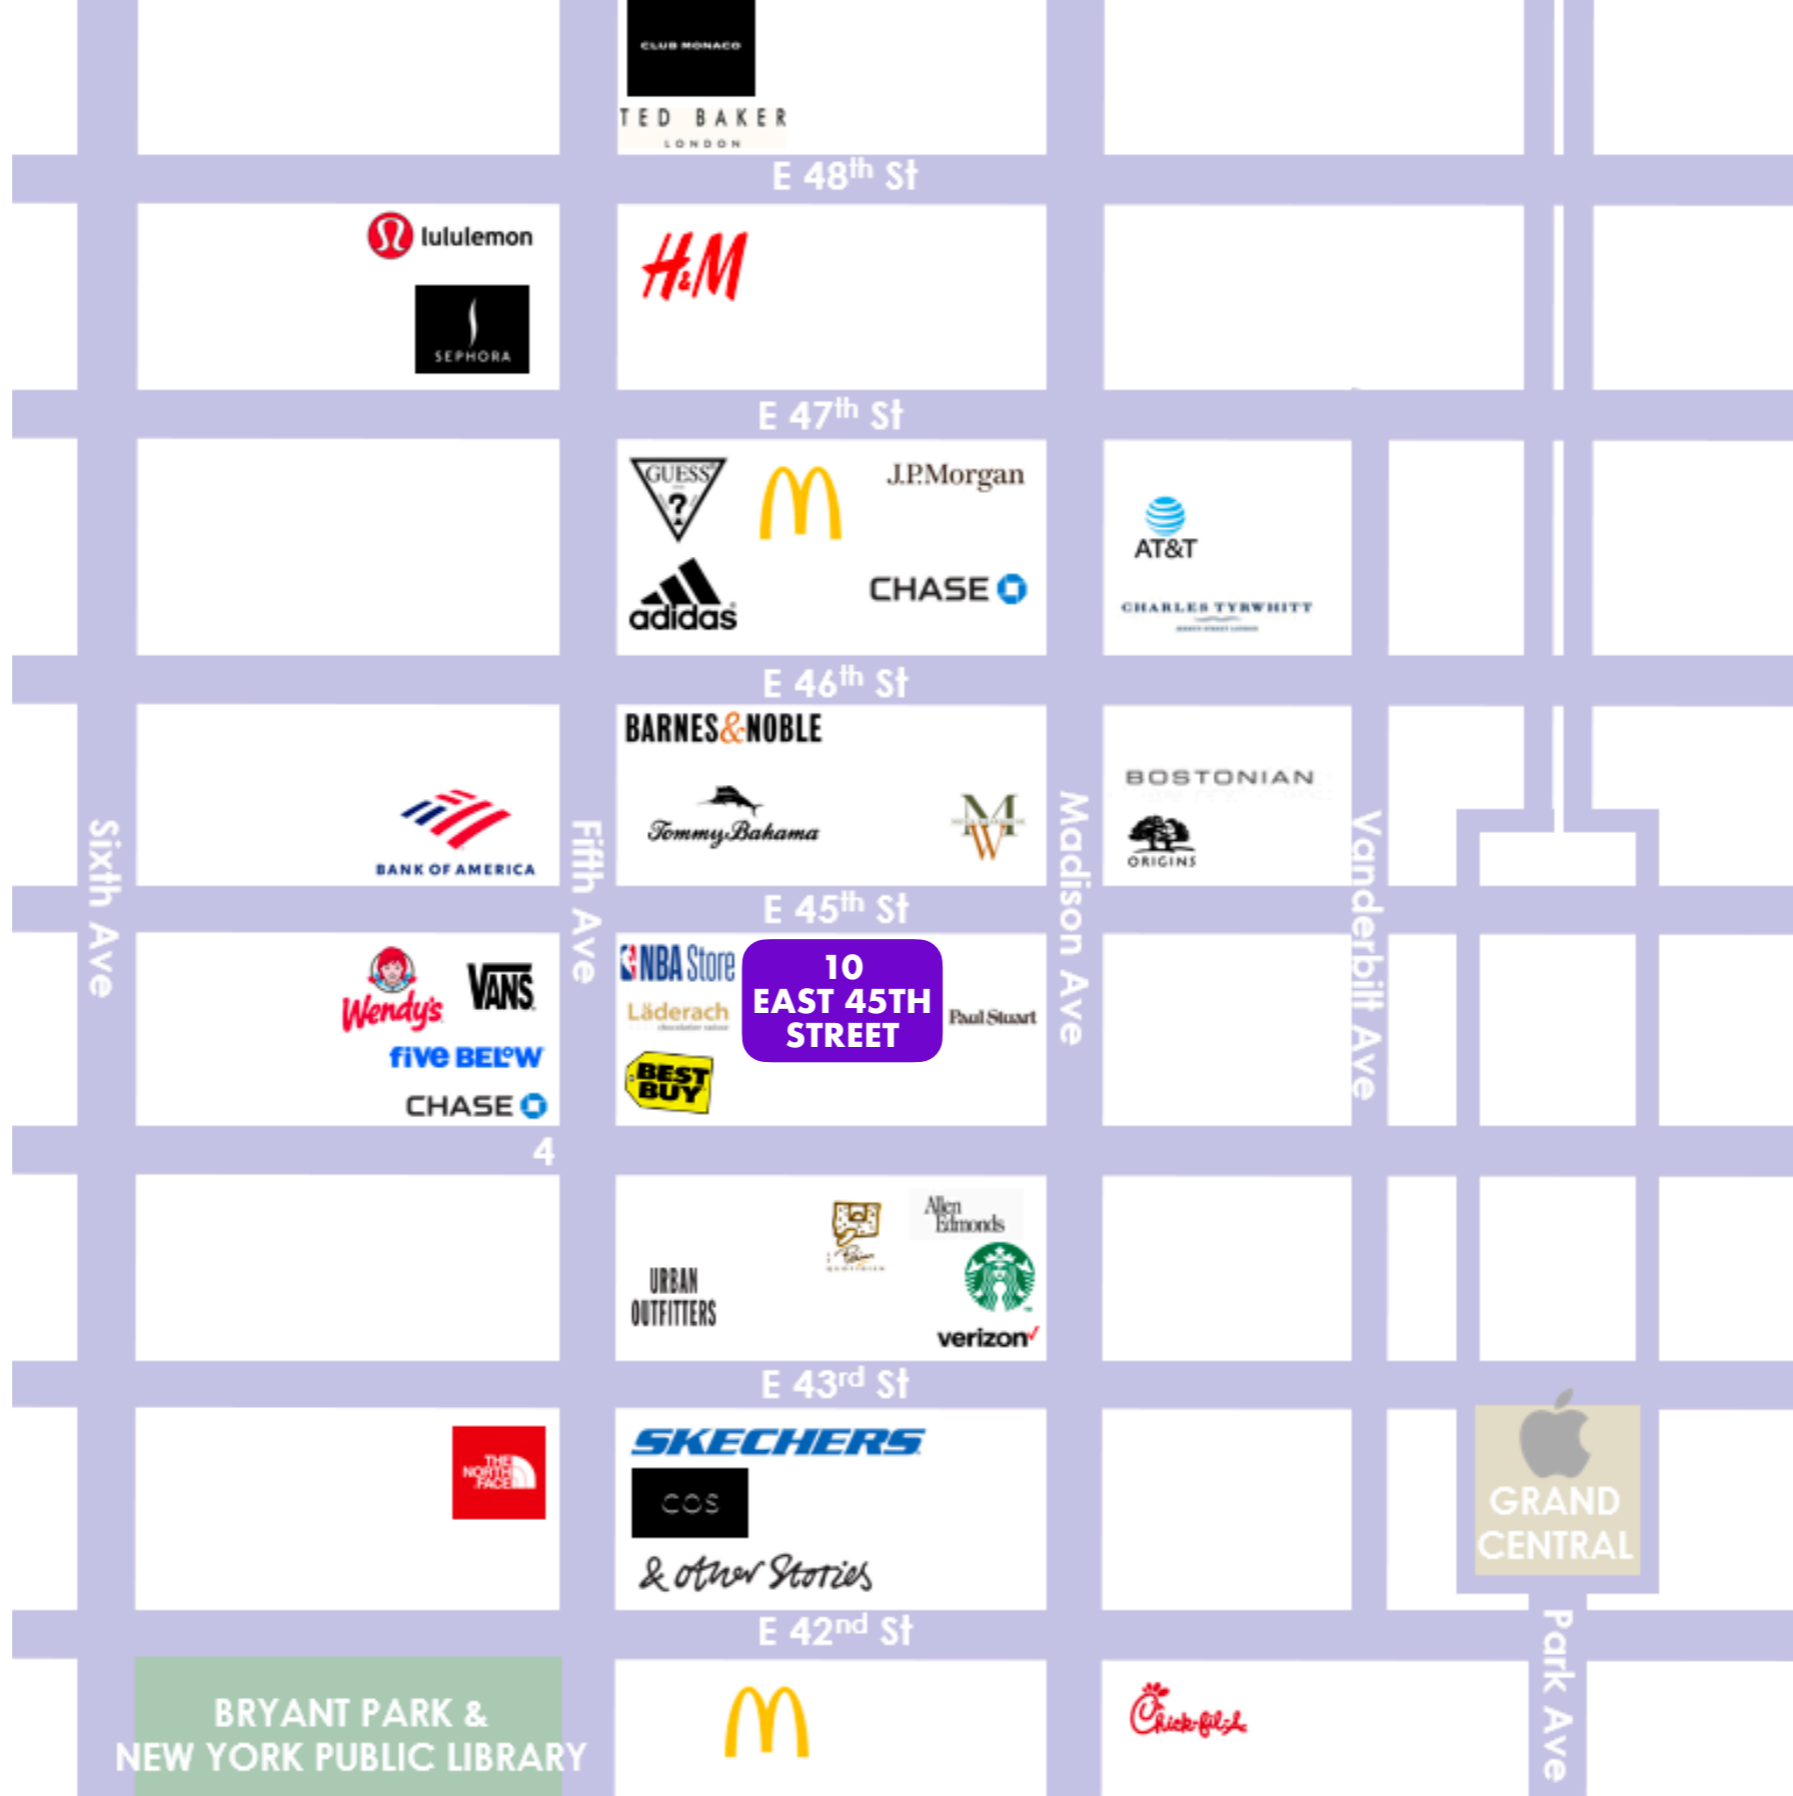 CLUB MONACO
TED BAKER
LONDON
E 48th St
lululemon
SEPHORA
H&M
E 47th St
GUESS
?
J.P.Morgan
adidas
CHASE
AT&T
CHARLES TYRWHITT
E 46th St
BARNES&NOBLE
Tommy Bahama
MW
BANK OF AMERICA
BOSTONIAN
ORIGINS
Sixth Ave
Fifth Ave
Madison Ave
Vanderbilt Ave
E 45th St
Wendy's
VANS
five BELOW
CHASE
NBA Store
Läderach
BEST
BUY
10
EAST 45TH
STREET
Paul Stuart
4
URBAN
OUTFITTERS
Pain
QUOTIDIEN
Allen
Edmonds
verizon
E 43rd St
THE
NORTH
FACE
SKECHERS
COS
& other Stories
GRAND
CENTRAL
E 42nd St
BRYANT PARK &
NEW YORK PUBLIC LIBRARY
Chick-fil-A
Park Ave